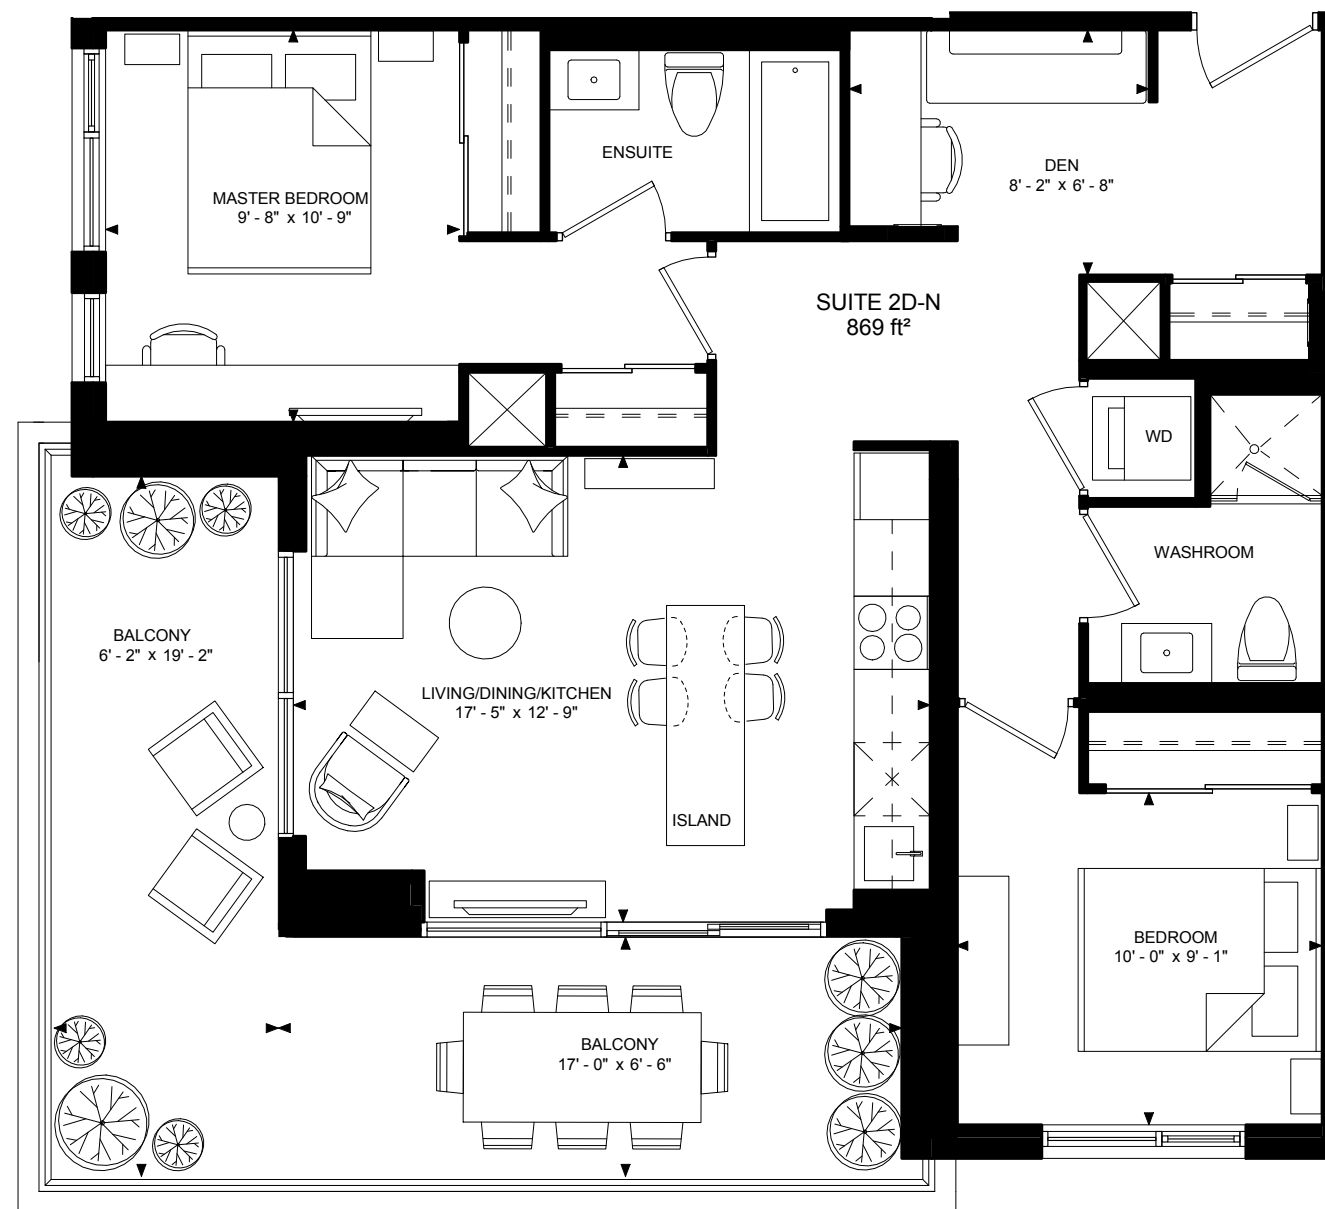 ENSUITE
DEN
8' - 2" x 6' - 8"
MASTER BEDROOM
9' - 8" x 10' - 9"
SUITE 2D-N
869 ft²
WD
WASHROOM
BALCONY
6' - 2" x 19' - 2"
LIVING/DINING/KITCHEN
17' - 5" x 12' - 9"
ISLAND
BEDROOM
10' - 0" x 9' - 1"
BALCONY
17' - 0" x 6' - 6"